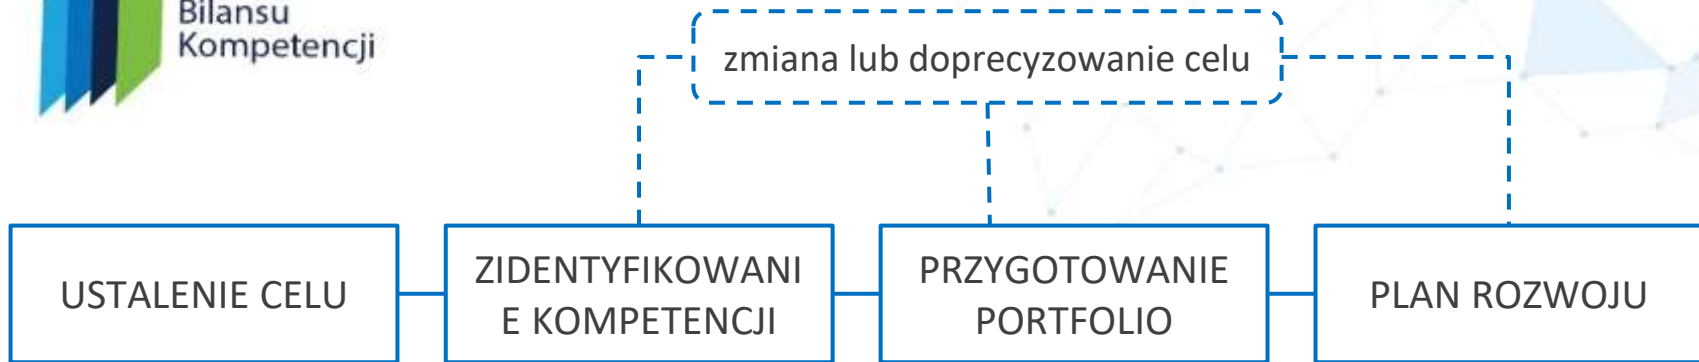 Bilansu
Kompetencji
zmiana lub doprecyzowanie celu
USTALENIE CELU
ZIDENTYFIKOWANI
E KOMPETENCJI
PRZYGOTOWANIE
PORTFOLIO
PLAN ROZWOJU